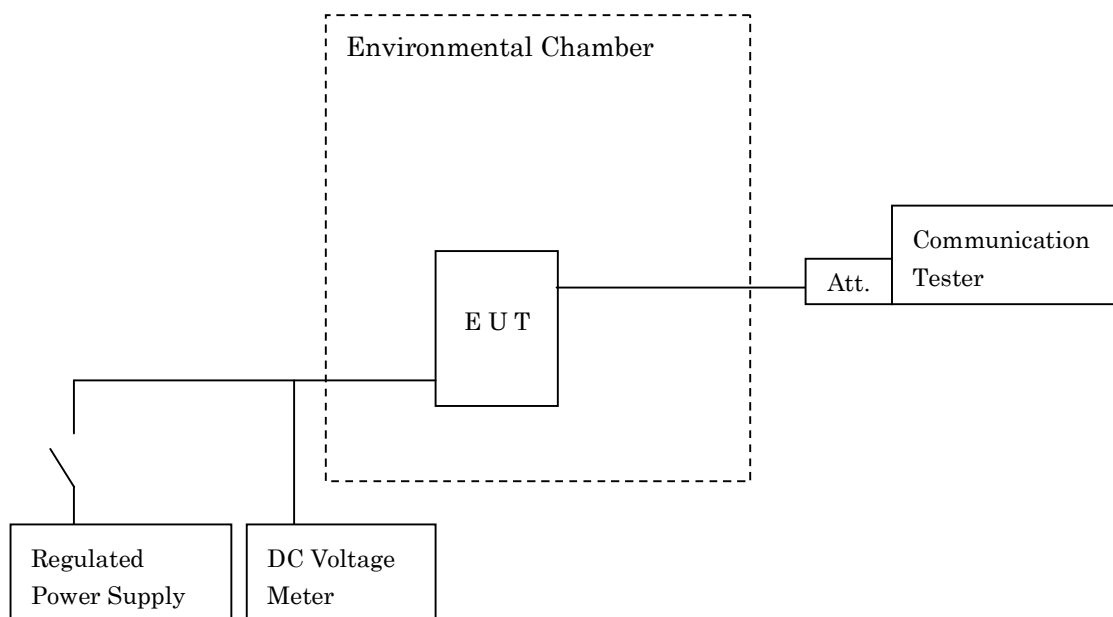 Environmental Chamber
Communication
Tester
Att.
E U T
Regulated
Power Supply
DC Voltage
Meter